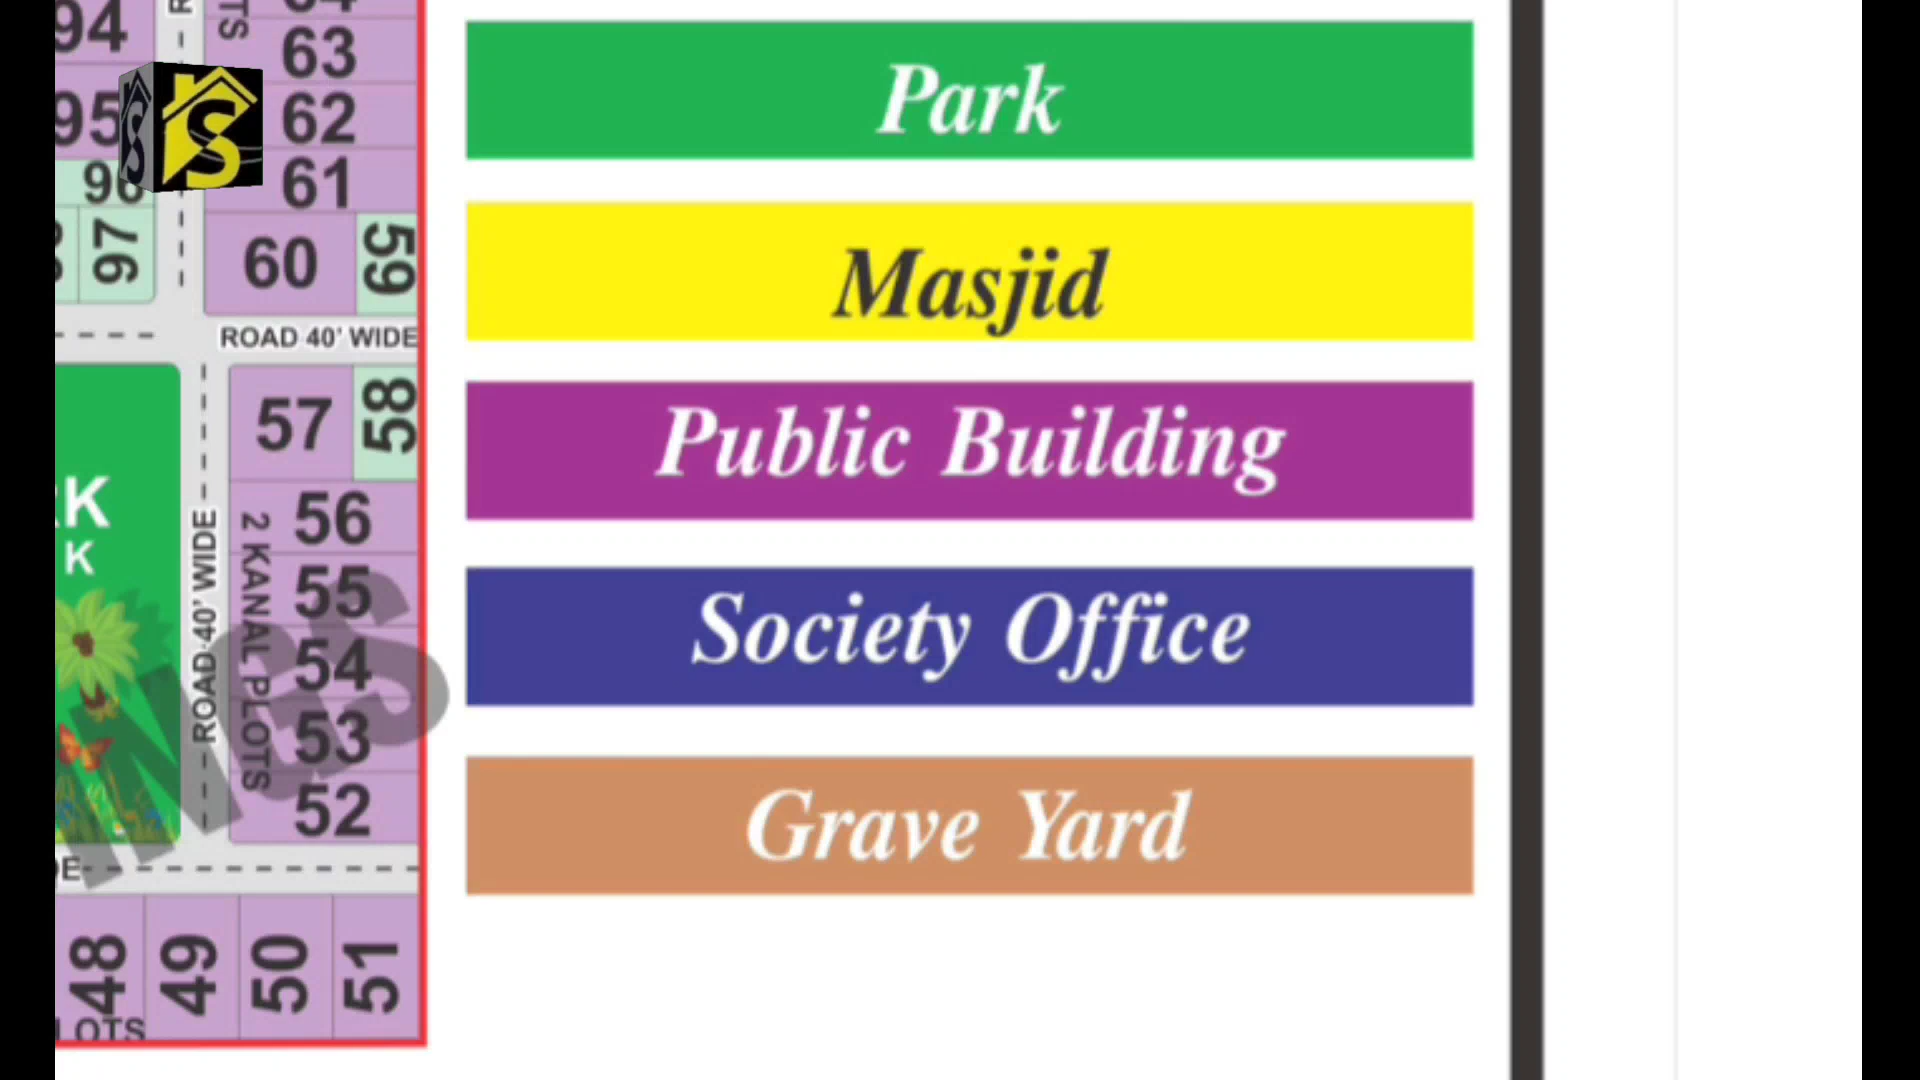 94
95
96
97
63
62
61
60
59
ROAD 40' WIDE
57
58
56
55
54
53
52
2 KANAL PLOTS
ROAD 40' WIDE
K
48
49
50
51
Park
Masjid
Public Building
Society Office
Grave Yard
S